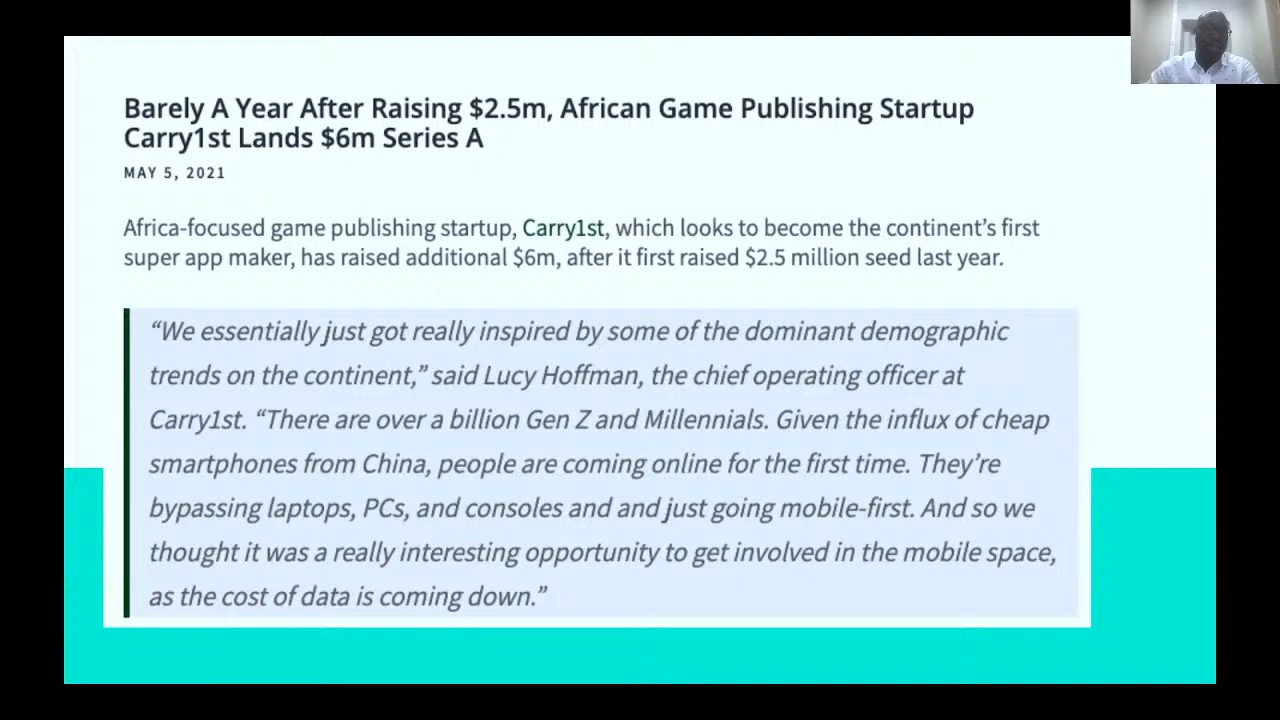 Barely A Year After Raising $2.5m, African Game Publishing Startup
Carry1st Lands $6m Series A
MAY 5, 2021
Africa-focused game publishing startup, Carry1st, which looks to become the continent’s first
super app maker, has raised additional $6m, after it first raised $2.5 million seed last year.
“We essentially just got really inspired by some of the dominant demographic
trends on the continent,” said Lucy Hoffman, the chief operating officer at
Carry1st. “There are over a billion Gen Z and Millennials. Given the influx of cheap
smartphones from China, people are coming online for the first time. They’re
bypassing laptops, PCs, and consoles and and just going mobile-first. And so we
thought it was a really interesting opportunity to get involved in the mobile space,
as the cost of data is coming down.”